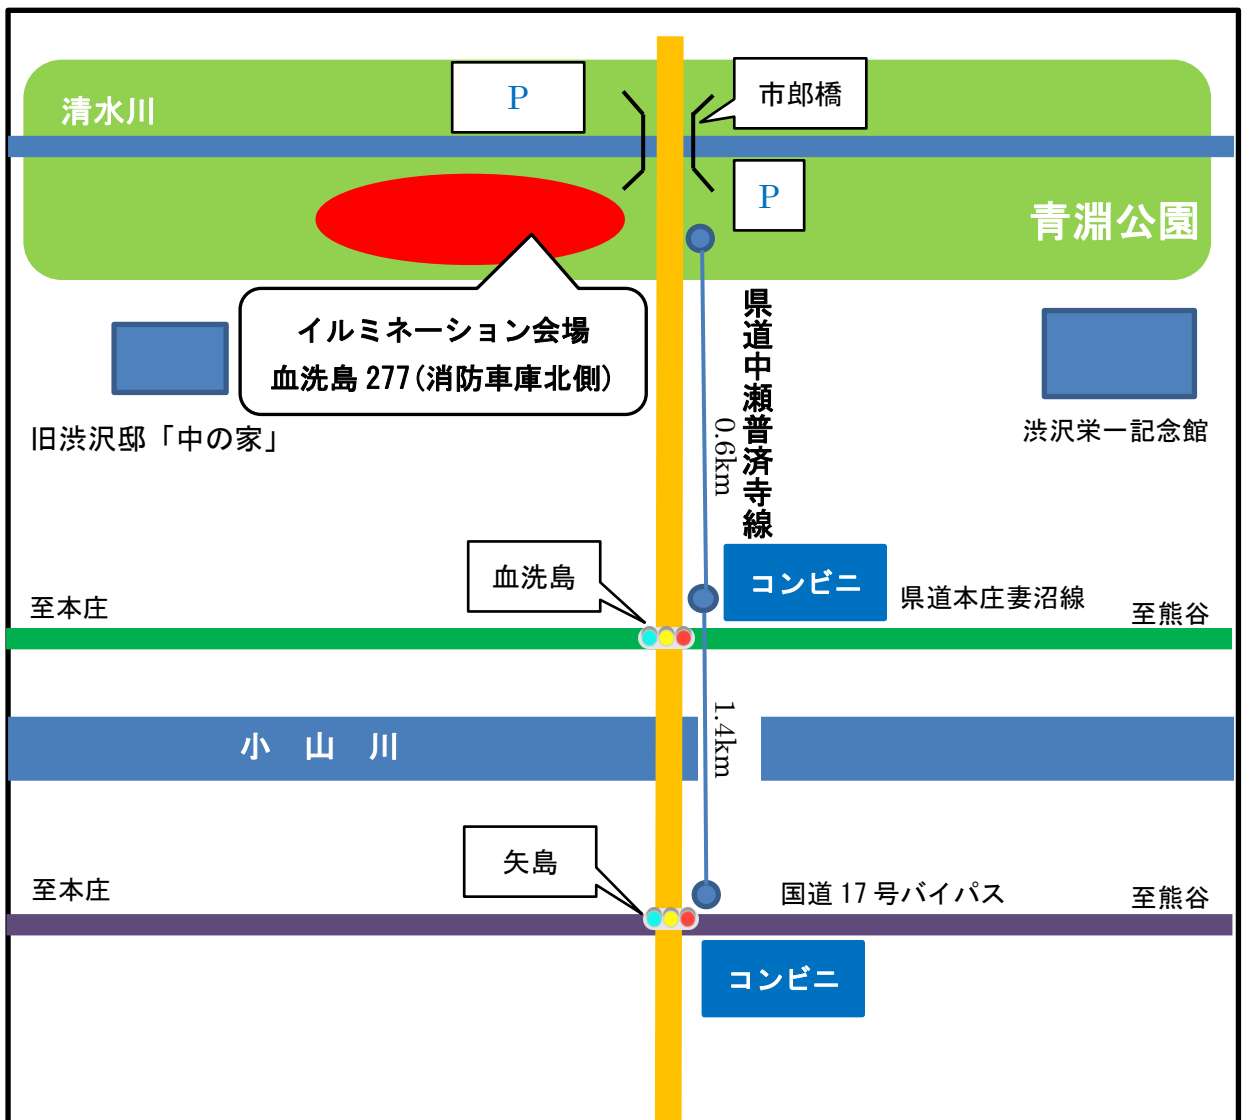 P
市郎橋
清水川
P
青淵公園
イルミネーション会場
血洗島 277(消防車庫北側)
県道中瀬普済寺線
0.6km
旧渋沢邸「中の家」
渋沢栄一記念館
血洗島
コンビニ
県道本庄妻沼線
至本庄
至熊谷
小 山 川
1.4km
矢島
至本庄
国道 17 号バイパス
至熊谷
コンビニ